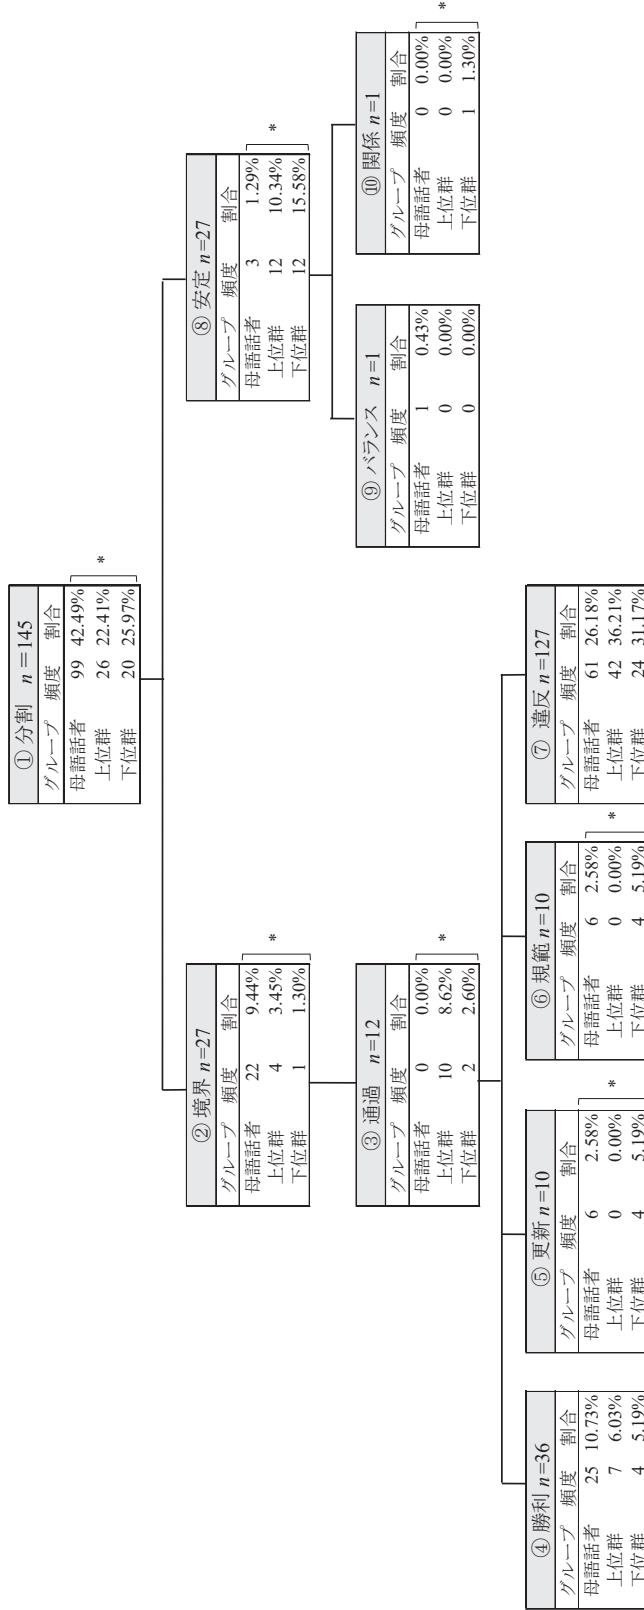 ① 分割 n＝145
グループ 頻度 割合
母語話者 99 42.49%
上位群 26 22.41%
下位群 20 25.97%
*
② 境界 n=27
グループ 頻度 割合
母語話者 22 9.44%
上位群 4 3.45%
下位群 1 1.30%
*
⑧ 安定 n=27
グループ 頻度 割合
母語話者 3 1.29%
上位群 12 10.34%
下位群 12 15.58%
*
③ 通過 n=12
グループ 頻度 割合
母語話者 0 0.00%
上位群 10 8.62%
下位群 2 2.60%
*
⑨ バランス n=1
グループ 頻度 割合
母語話者 1 0.43%
上位群 0 0.00%
下位群 0 0.00%
⑩ 関係 n=1
グループ 頻度 割合
母語話者 0 0.00%
上位群 0 0.00%
下位群 1 1.30%
*
④ 勝利 n=36
グループ 頻度 割合
母語話者 25 10.73%
上位群 7 6.03%
下位群 4 5.19%
⑤ 更新 n=10
グループ 頻度 割合
母語話者 6 2.58%
上位群 0 0.00%
下位群 4 5.19%
*
⑥ 規範 n=10
グループ 頻度 割合
母語話者 6 2.58%
上位群 0 0.00%
下位群 4 5.19%
*
⑦ 違反 n=127
グループ 頻度 割合
母語話者 61 26.18%
上位群 42 36.21%
下位群 24 31.17%